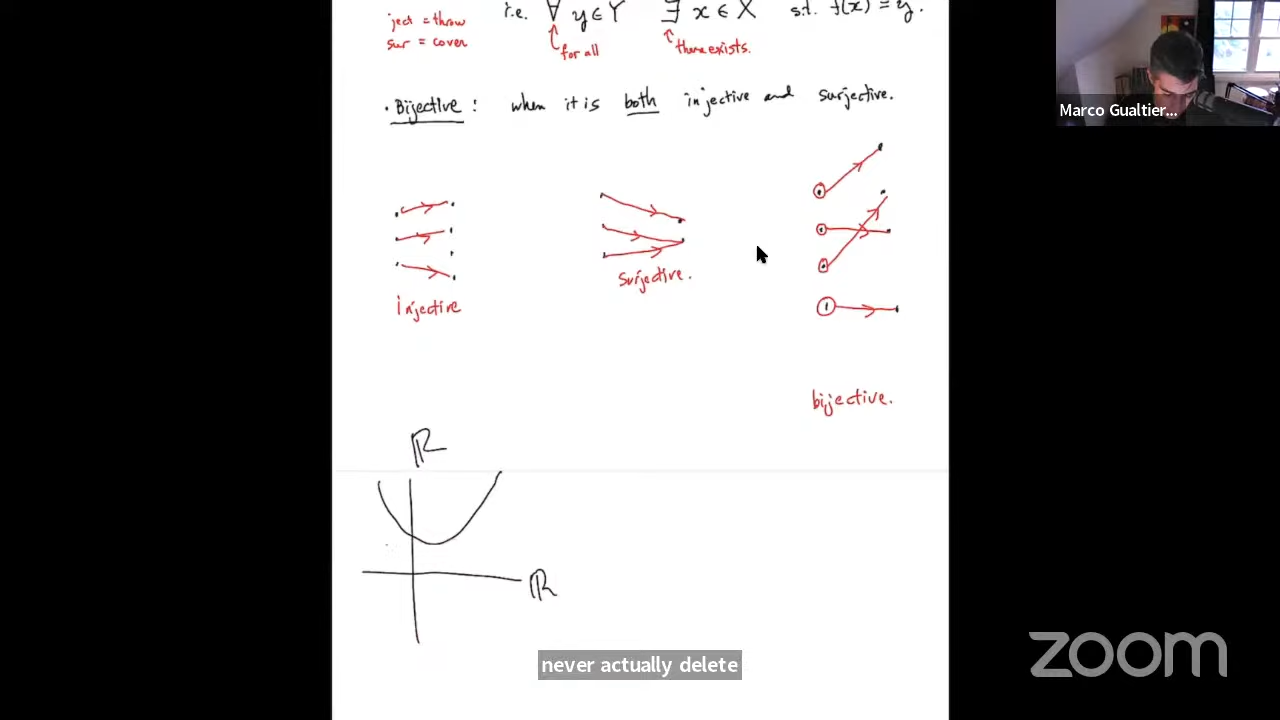 ject = throw
sur = cover
i.e. ∀ y ∈ Y ∃ x ∈ X s.t. f(x) = y.
for all
there exists.
· Bijective : when it is both injective and surjective.
injective
surjective.
bijective.
ℝ
ℝ
never actually delete
Marco Gualtier...
zoom